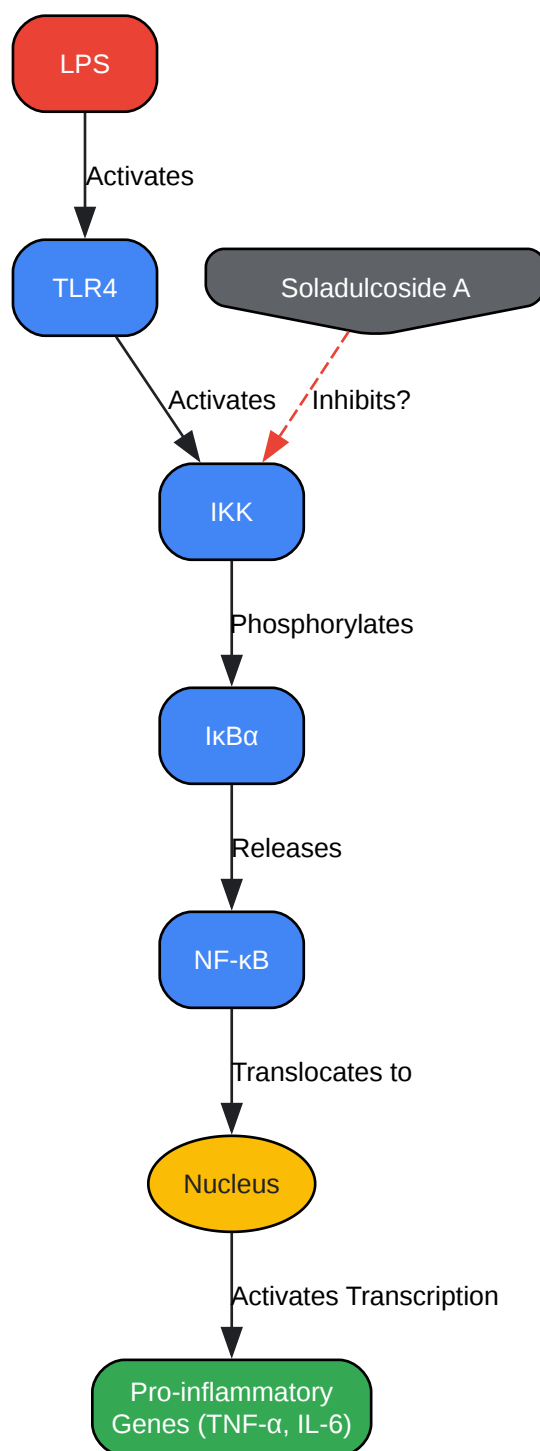 LPS
Activates
TLR4
Soladulcoside A
Activates
Inhibits?
IKK
Phosphorylates
IκBα
Releases
NF-κB
Translocates to
Nucleus
Activates Transcription
Pro-inflammatory
Genes (TNF-α, IL-6)